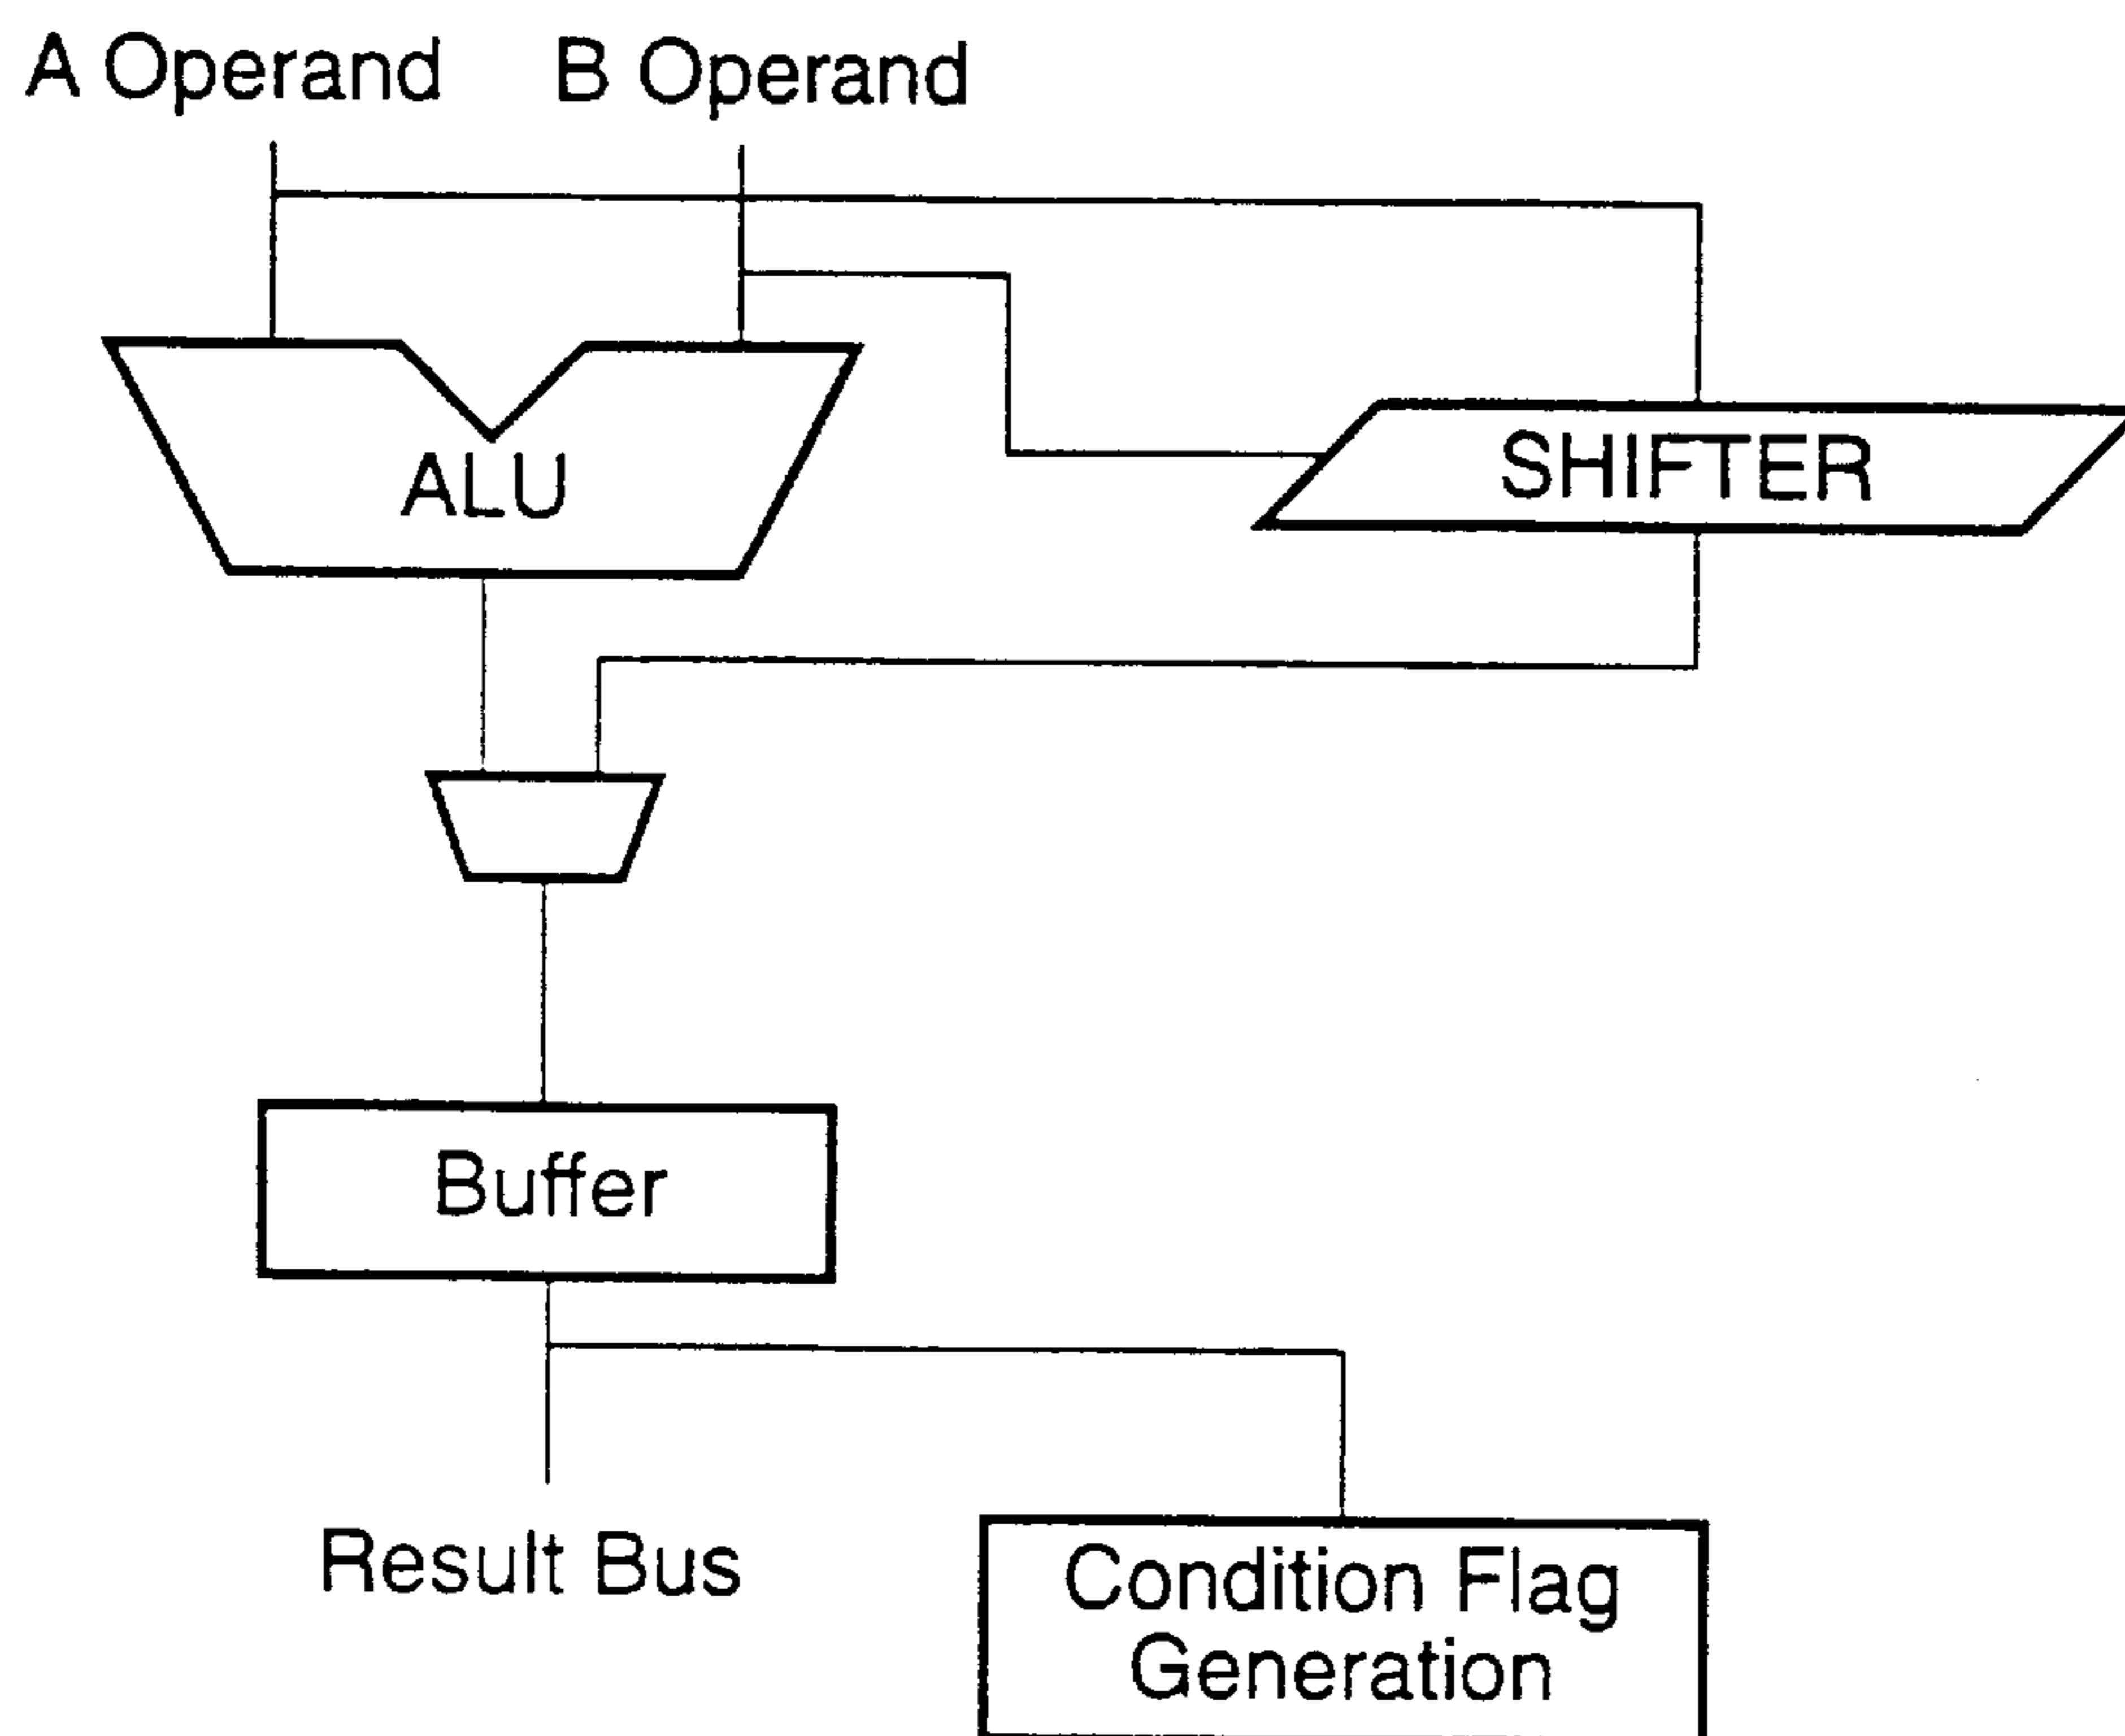 A Operand
B Operand
ALU
SHIFTER
Buffer
Result Bus
Condition Flag
Generation